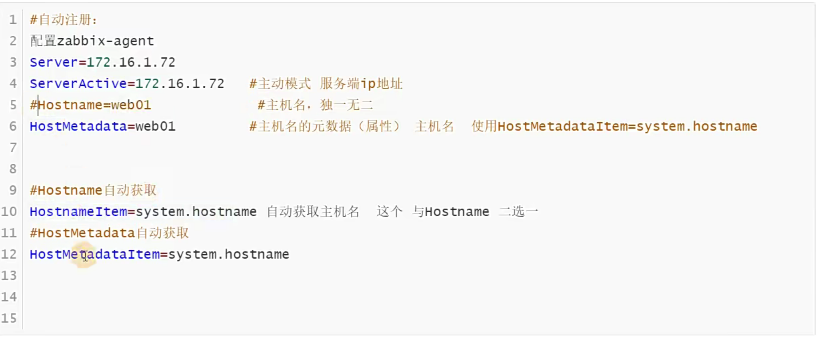 1 #自动注册:
2 配置zabbix-agent
3 Server=172.16.1.72
4 ServerActive=172.16.1.72 #主动模式 服务端ip地址
5 #Hostname=web01 #主机名. 独一无二
6 HostMetadata=web01 #主机名的元数据(属性) 主机名 使用HostMetadataItem=system.hostname
7
8
9 #Hostname自动获取
10 HostnameItem=system.hostname 自动获取主机名 这个 与Hostname 二选一
11 #HostMetadata自动获取
12 HostMetadataItem=system.hostname
13
14
15